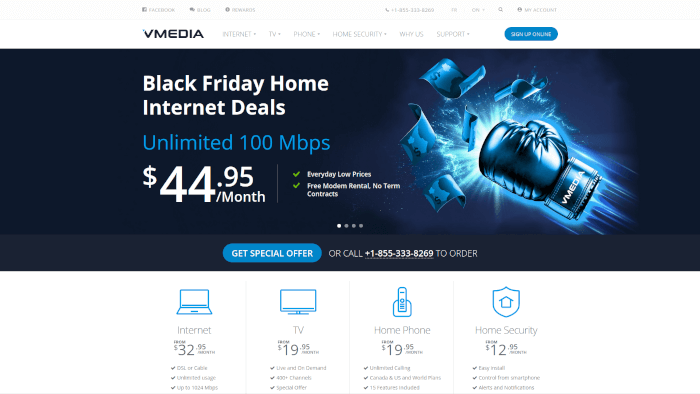 FACEBOOK BLOG REWARDS +1-855-333-8269 FR ON MY ACCOUNT
VMEDIA INTERNET TV PHONE HOME SECURITY WHY US SUPPORT SIGN UP ONLINE
Black Friday Home
Internet Deals
Unlimited 100 Mbps
$44.95
/Month
Everyday Low Prices
Free Modem Rental, No Term
Contracts
VMEDIA
GET SPECIAL OFFER OR CALL +1-855-333-8269 TO ORDER
Internet
FROM
$32.95
/MONTH
DSL or Cable
Unlimited usage
Up to 1024 Mbps
TV
FROM
$19.95
/MONTH
Live and On Demand
400+ Channels
Special Offer
Home Phone
FROM
$19.95
/MONTH
Unlimited Calling
Canada & US and World Plans
15 Features Included
Home Security
FROM
$12.95
/MONTH
Easy Install
Control from smartphone
Alerts and Notifications